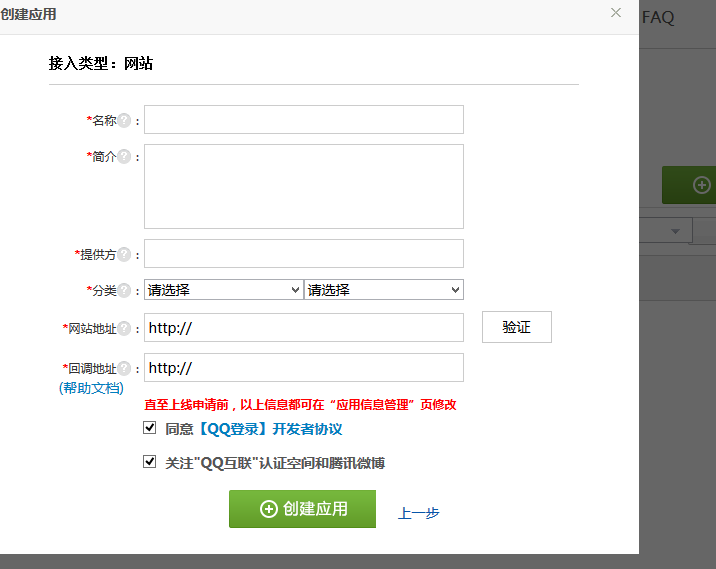 创建应用
×
FAQ
接入类型：网站
*名称?：
*简介?：
*提供方?：
*分类?： 请选择 请选择
*网站地址?： http:// 验证
*回调地址?： http://
(帮助文档)
直至上线申请前，以上信息都可在“应用信息管理”页修改
同意【QQ登录】开发者协议
关注"QQ互联"认证空间和腾讯微博
创建应用 上一步